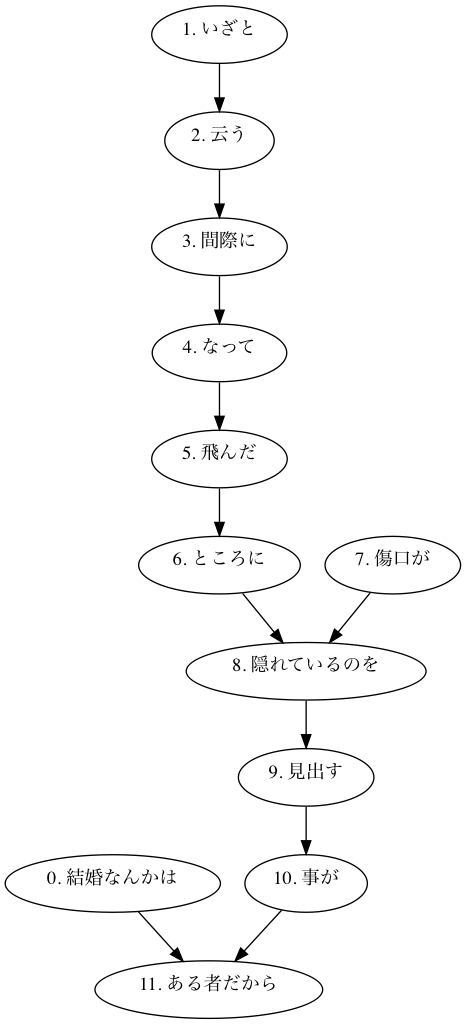 1. いざと
2. 云う
3. 間際に
4. なって
5. 飛んだ
6. ところに
7. 傷口が
8. 隠れているのを
9. 見出す
0. 結婚なんかは
10. 事が
11. ある者だから